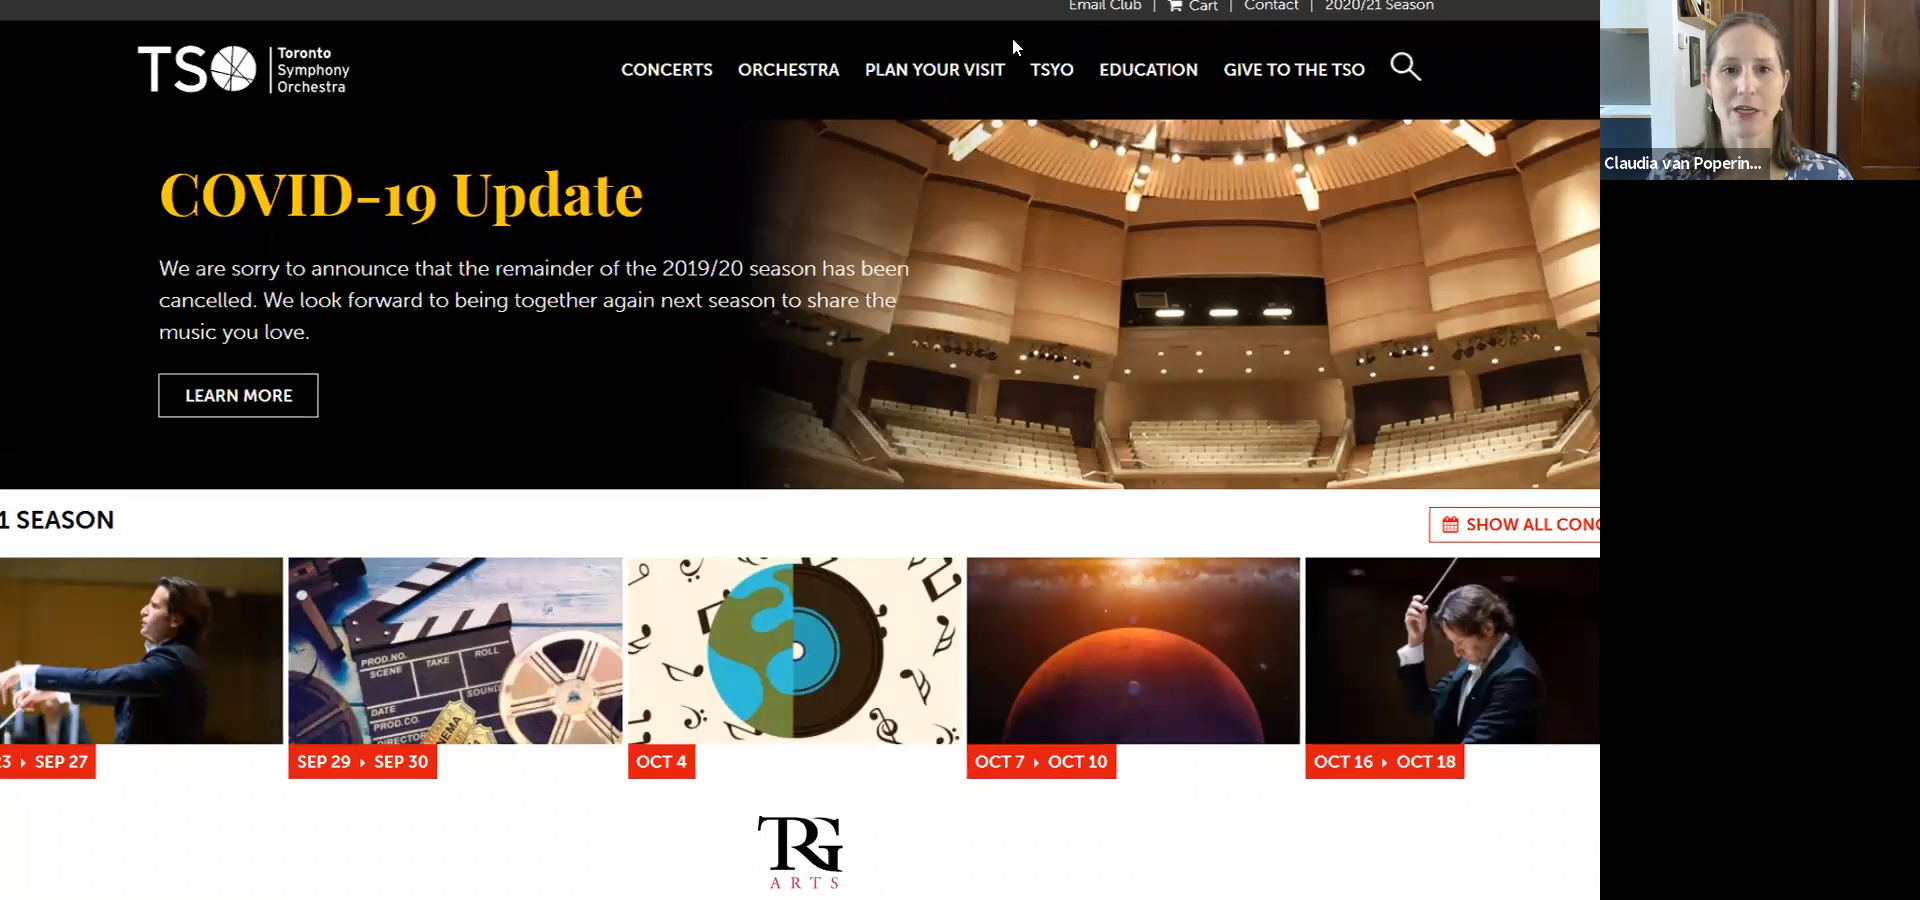 Email Club | Cart | Contact | 2020/21 Season
TSO
Toronto
Symphony
Orchestra
CONCERTS ORCHESTRA PLAN YOUR VISIT TSYO EDUCATION GIVE TO THE TSO
Claudia van Poperin...
COVID-19 Update
We are sorry to announce that the remainder of the 2019/20 season has been
cancelled. We look forward to being together again next season to share the
music you love.
LEARN MORE
1 SEASON
SHOW ALL CONC
PROD.NO.
SCENE TAKE ROLL
SOUND
DATE
PROD.CO.
DIRECTOR
CINEMA
23 SEP 27
SEP 29 SEP 30
OCT 4
OCT 7 OCT 10
OCT 16 OCT 18
TRG
ARTS